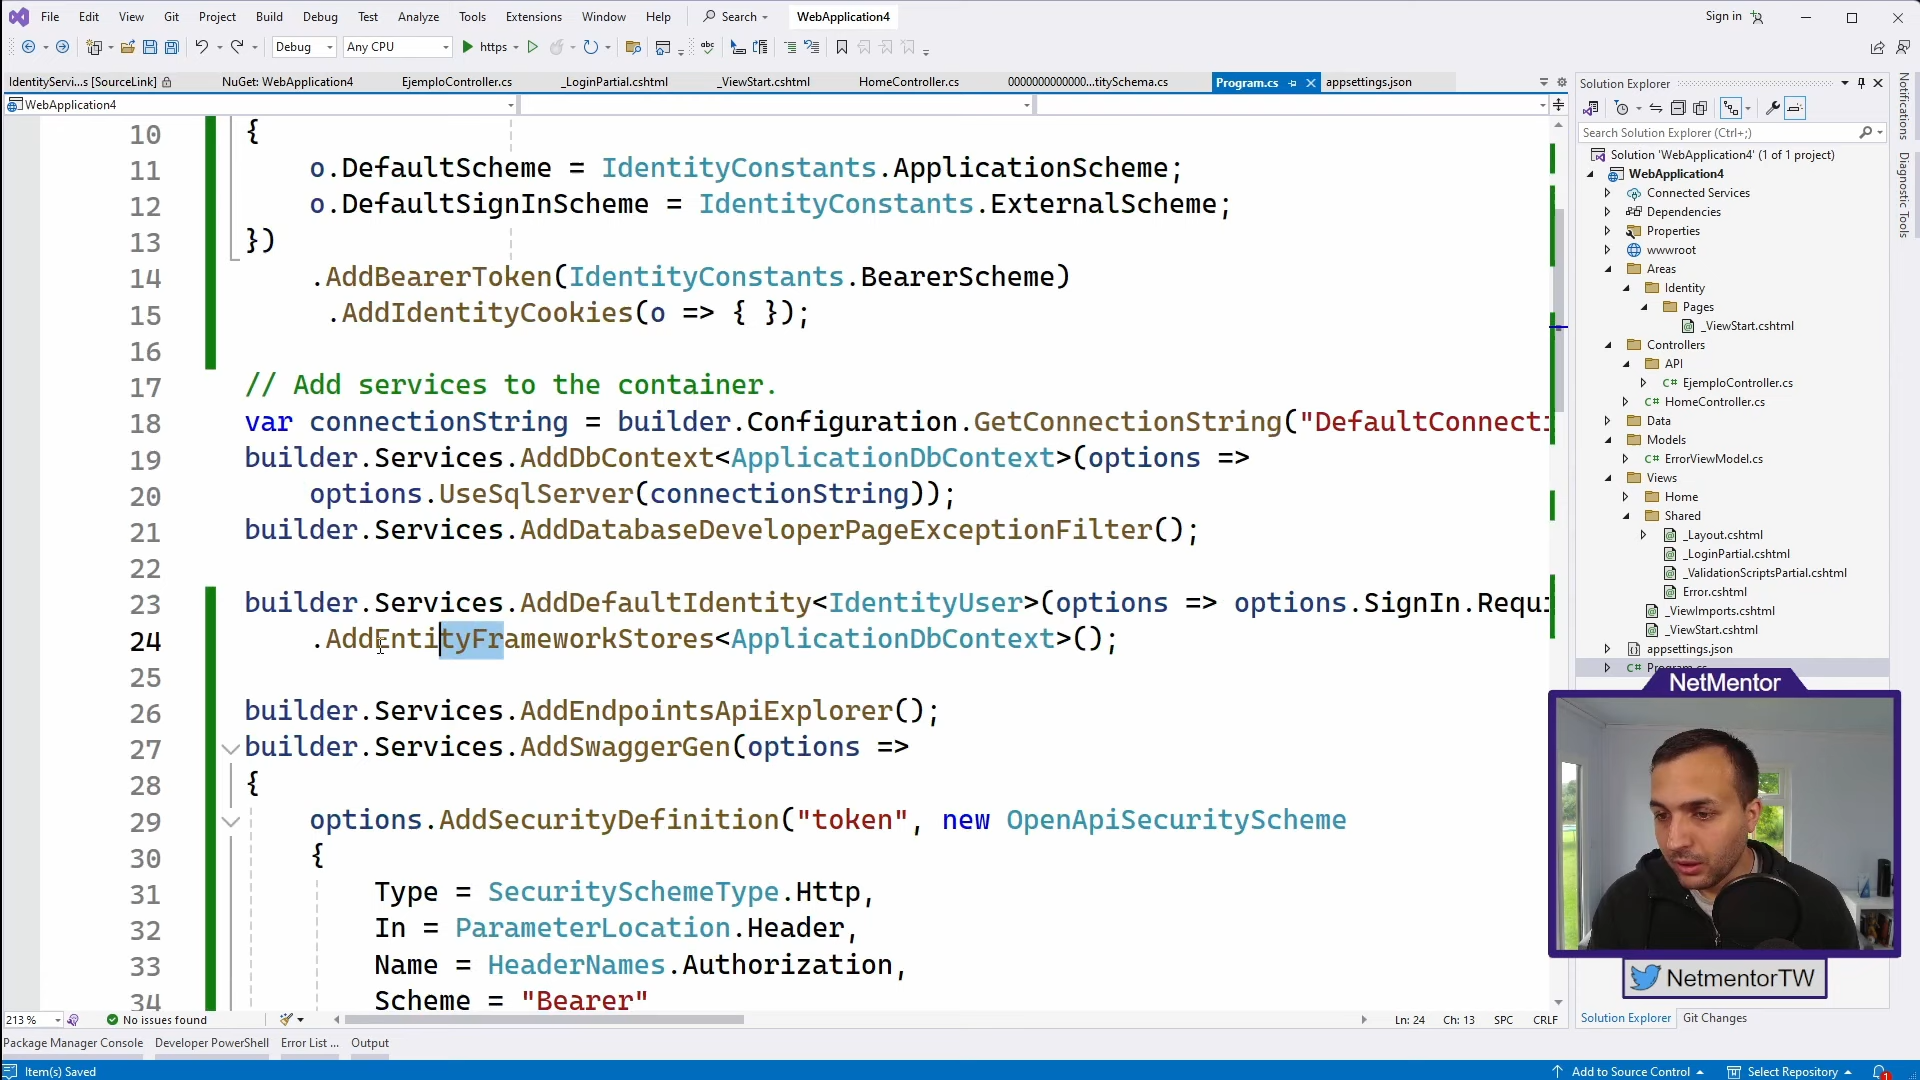 File Edit View Git Project Build Debug Test Analyze Tools Extensions Window Help Search WebApplication4 Sign in
Debug Any CPU https
IdentityServi...s [SourceLink] NuGet: WebApplication4 EjemploController.cs _LoginPartial.cshtml _ViewStart.cshtml HomeController.cs 0000000000000...titySchema.cs Program.cs appsettings.json
WebApplication4
10 {
11 o.DefaultScheme = IdentityConstants.ApplicationScheme;
12 o.DefaultSignInScheme = IdentityConstants.ExternalScheme;
13 })
14 .AddBearerToken(IdentityConstants.BearerScheme)
15 .AddIdentityCookies(o => { });
16
17 // Add services to the container.
18 var connectionString = builder.Configuration.GetConnectionString("DefaultConnecti
19 builder.Services.AddDbContext<ApplicationDbContext>(options =>
20 options.UseSqlServer(connectionString));
21 builder.Services.AddDatabaseDeveloperPageExceptionFilter();
22
23 builder.Services.AddDefaultIdentity<IdentityUser>(options => options.SignIn.Requi
24 .AddEntityFrameworkStores<ApplicationDbContext>();
25
26 builder.Services.AddEndpointsApiExplorer();
27 builder.Services.AddSwaggerGen(options =>
28 {
29 options.AddSecurityDefinition("token", new OpenApiSecurityScheme
30 {
31 Type = SecuritySchemeType.Http,
32 In = ParameterLocation.Header,
33 Name = HeaderNames.Authorization,
34 Scheme = "Bearer"
213 % No issues found Ln: 24 Ch: 13 SPC CRLF
Package Manager Console Developer PowerShell Error List ... Output
Item(s) Saved Add to Source Control Select Repository 1
Solution Explorer
Search Solution Explorer (Ctrl+;)
Solution 'WebApplication4' (1 of 1 project)
WebApplication4
Connected Services
Dependencies
Properties
wwwroot
Areas
Identity
Pages
_ViewStart.cshtml
Controllers
API
C# EjemploController.cs
C# HomeController.cs
Data
Models
C# ErrorViewModel.cs
Views
Home
Shared
_Layout.cshtml
_LoginPartial.cshtml
_ValidationScriptsPartial.cshtml
Error.cshtml
_ViewImports.cshtml
_ViewStart.cshtml
appsettings.json
C# Program.cs
NetMentor
NetmentorTW
Solution Explorer Git Changes
Notifications
Diagnostic Tools